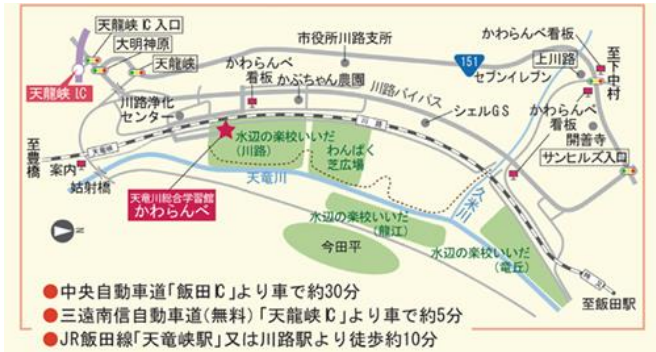 天龍峡IC入口
大明神原
天龍峡
天龍峡IC
川路浄化
センター
かわらんべ
看板
かぶちゃん農園
市役所川路支所
151
セブンイレブン
川路バイパス
シェルGS
かわらんべ看板
上川路
至下中村
かわらんべ
看板
開善寺
サンヒルズ入口
至豊橋
天竜峡
案内
姑射橋
川路
水辺の楽校いいだ
(川路)
わんぱく
芝広場
天竜川総合学習館
かわらんべ
天竜川
久米川
水辺の楽校いいだ
(龍江)
今田平
水辺の楽校いいだ
(竜丘)
時又
至飯田駅
N
●中央自動車道「飯田IC」より車で約30分
●三遠南信自動車道(無料)「天龍峡IC」より車で約5分
●JR飯田線「天竜峡駅」又は川路駅より徒歩約10分